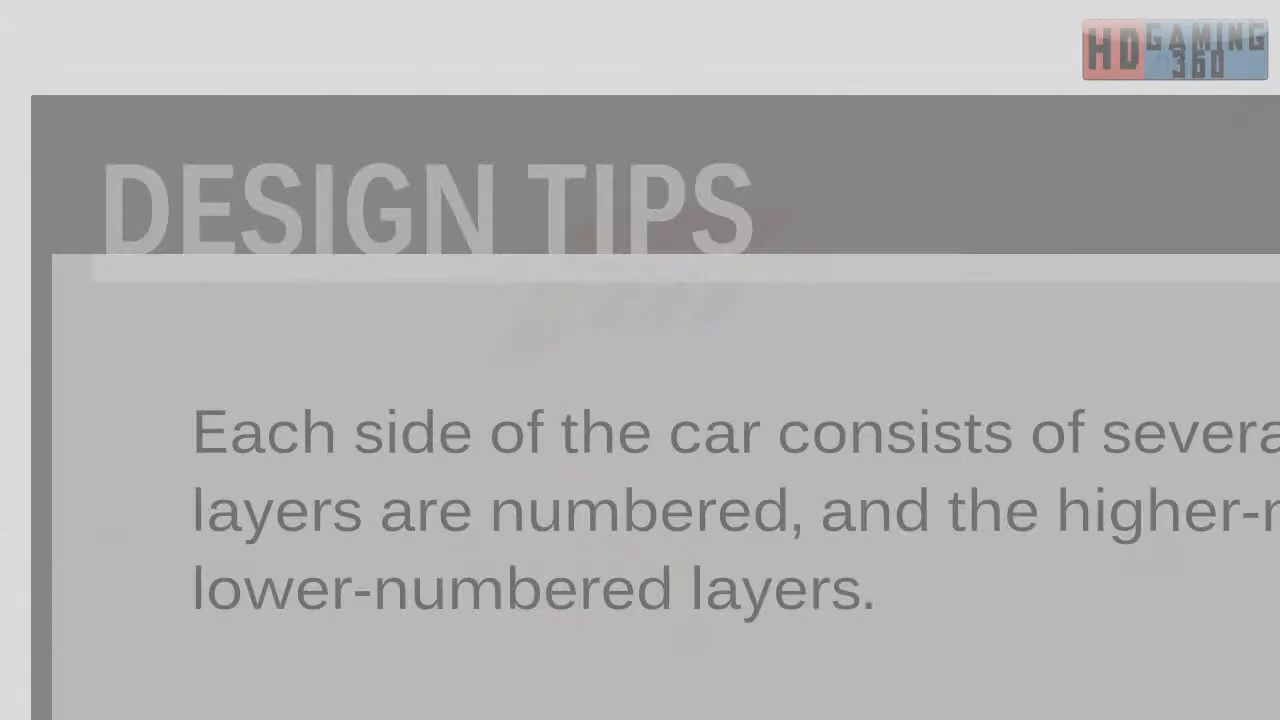 HD GAMING
360
DESIGN TIPS
Each side of the car consists of severa
layers are numbered, and the higher-
lower-numbered layers.